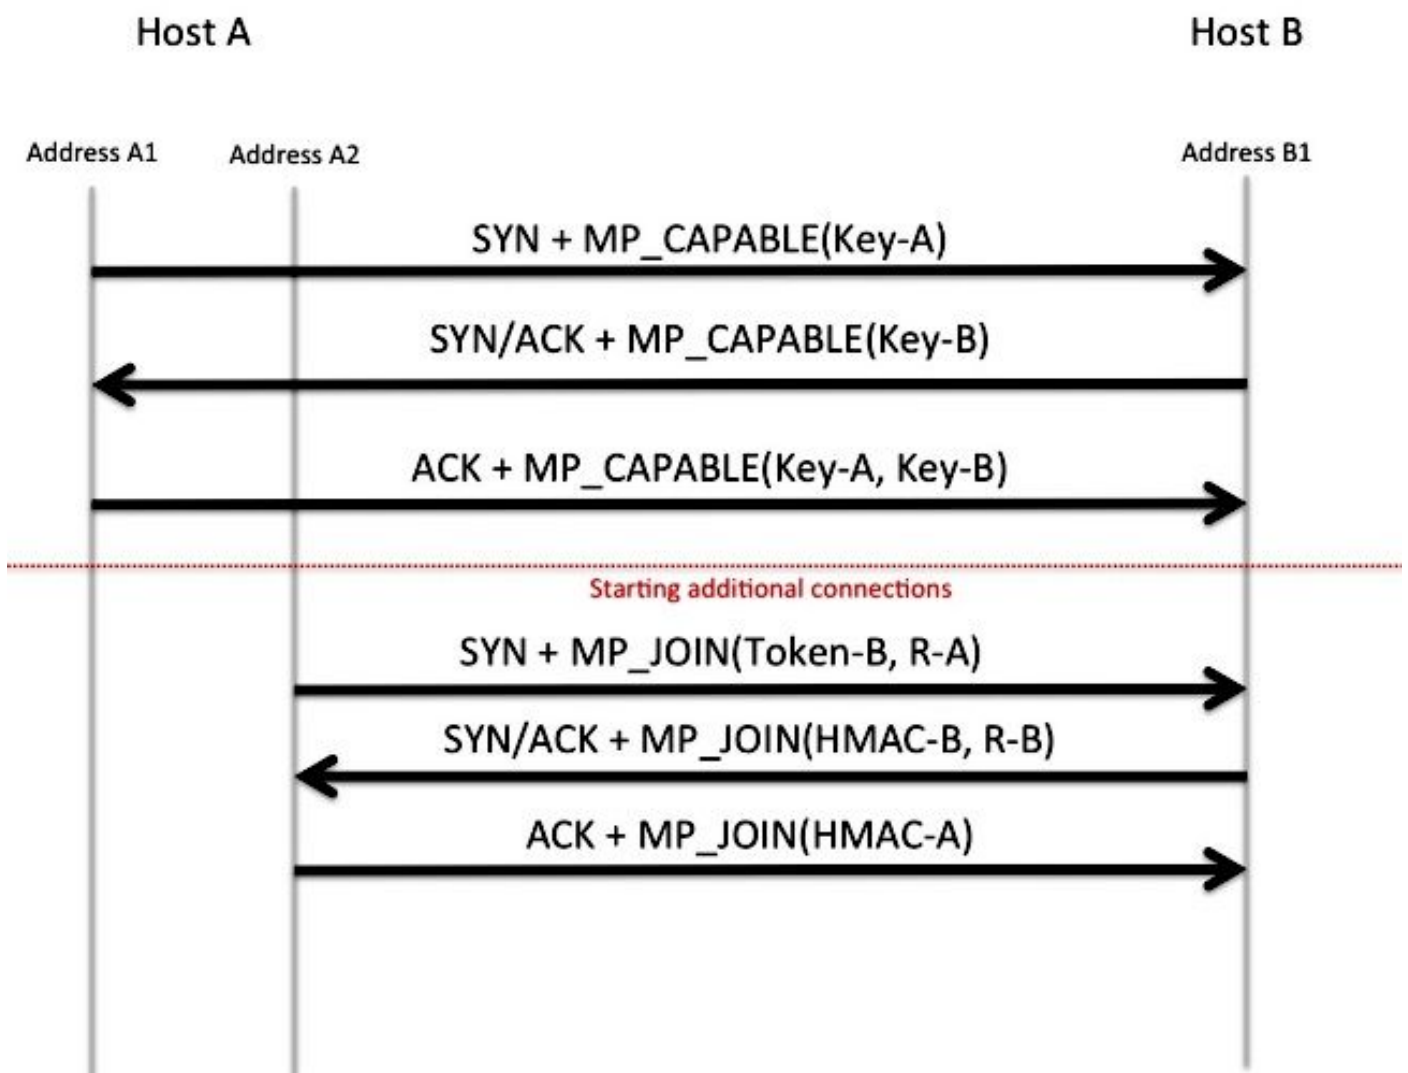 Host A
Host B
Address A1
Address A2
Address B1
SYN + MP_CAPABLE(Key-A)
SYN/ACK + MP_CAPABLE(Key-B)
ACK + MP_CAPABLE(Key-A, Key-B)
Starting additional connections
SYN + MP_JOIN(Token-B, R-A)
SYN/ACK + MP_JOIN(HMAC-B, R-B)
ACK + MP_JOIN(HMAC-A)